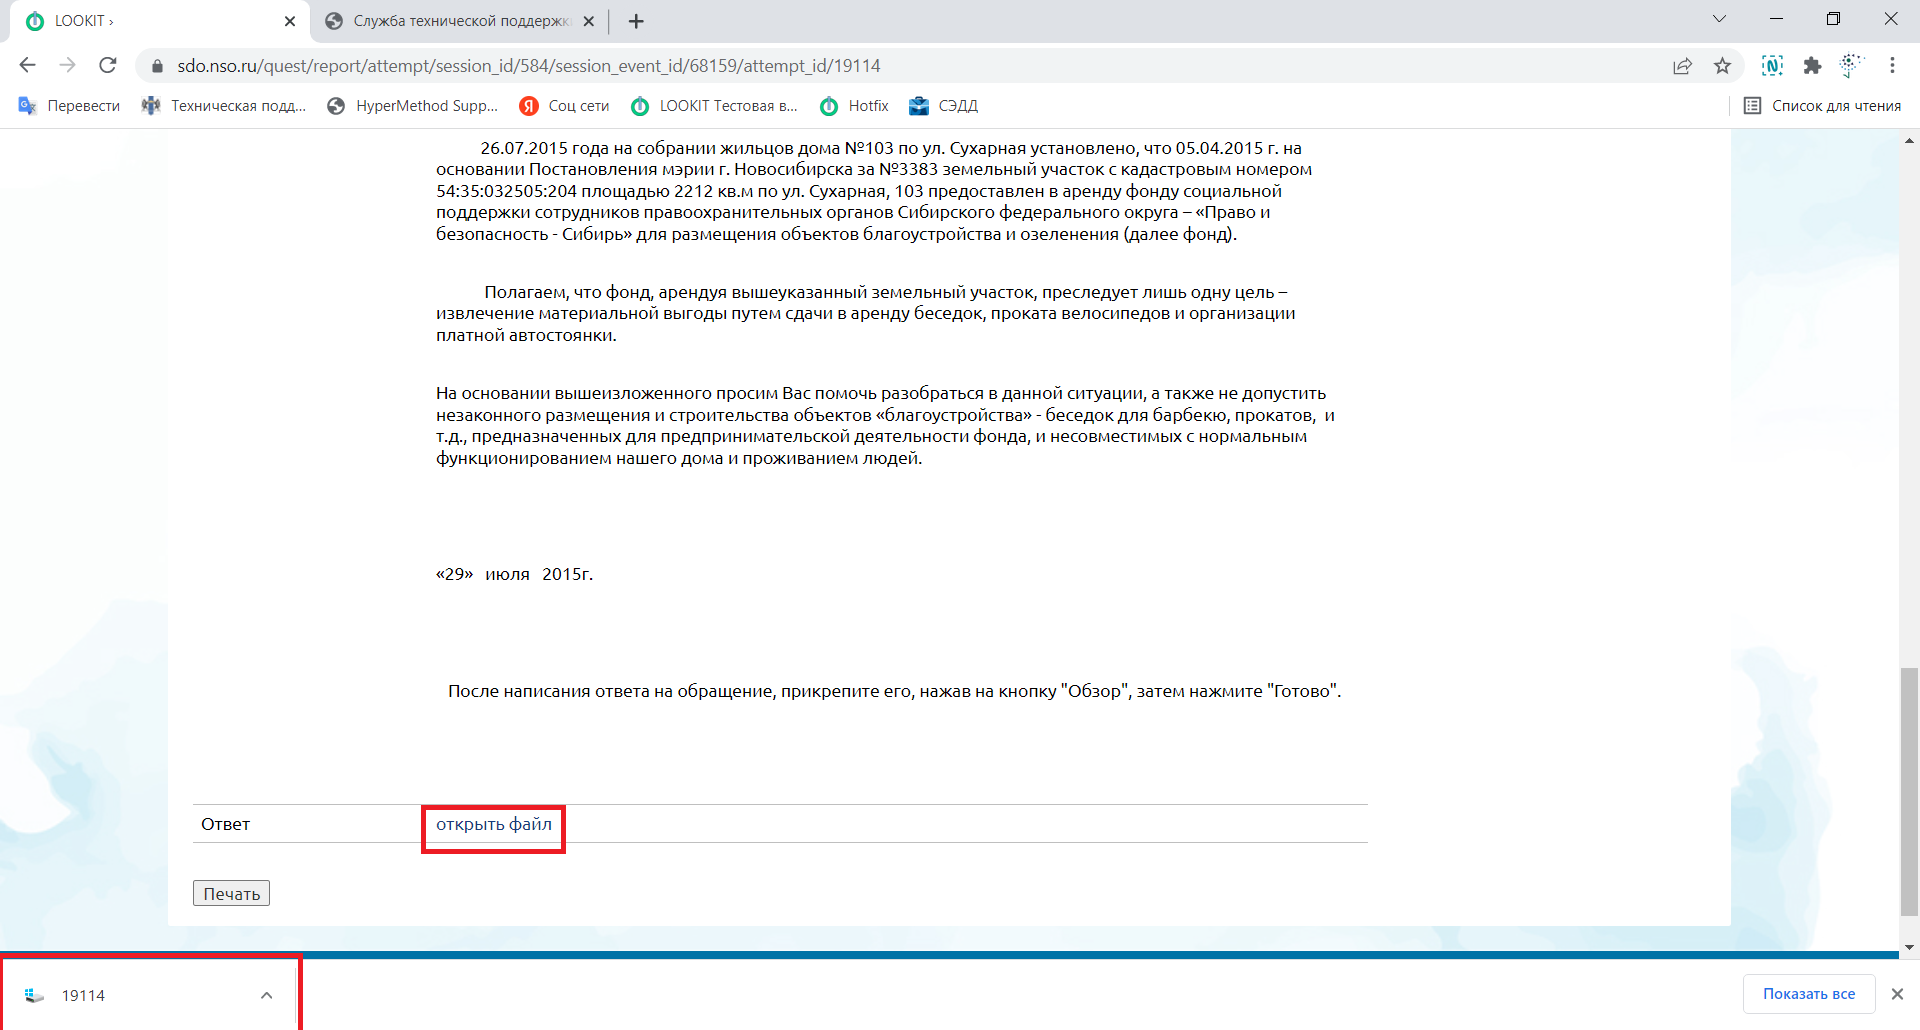 LOOKIT ›
Служба технической поддержк
sdo.nso.ru/quest/report/attempt/session_id/584/session_event_id/68159/attempt_id/19114
Перевести
Техническая подд...
HyperMethod Supp...
Соц сети
LOOKIT Тестовая в...
Hotfix
СЭДД
Список для чтения
26.07.2015 года на собрании жильцов дома №103 по ул. Сухарная установлено, что 05.04.2015 г. на
основании Постановления мэрии г. Новосибирска за №3383 земельный участок с кадастровым номером
54:35:032505:204 площадью 2212 кв.м по ул. Сухарная, 103 предоставлен в аренду фонду социальной
поддержки сотрудников правоохранительных органов Сибирского федерального округа – «Право и
безопасность - Сибирь» для размещения объектов благоустройства и озеленения (далее фонд).
Полагаем, что фонд, арендуя вышеуказанный земельный участок, преследует лишь одну цель –
извлечение материальной выгоды путем сдачи в аренду беседок, проката велосипедов и организации
платной автостоянки.
На основании вышеизложенного просим Вас помочь разобраться в данной ситуации, а также не допустить
незаконного размещения и строительства объектов «благоустройства» - беседок для барбекю, прокатов, и
т.д., предназначенных для предпринимательской деятельности фонда, и несовместимых с нормальным
функционированием нашего дома и проживанием людей.
«29» июля 2015г.
После написания ответа на обращение, прикрепите его, нажав на кнопку "Обзор", затем нажмите "Готово".
Ответ
открыть файл
Печать
19114
Показать все